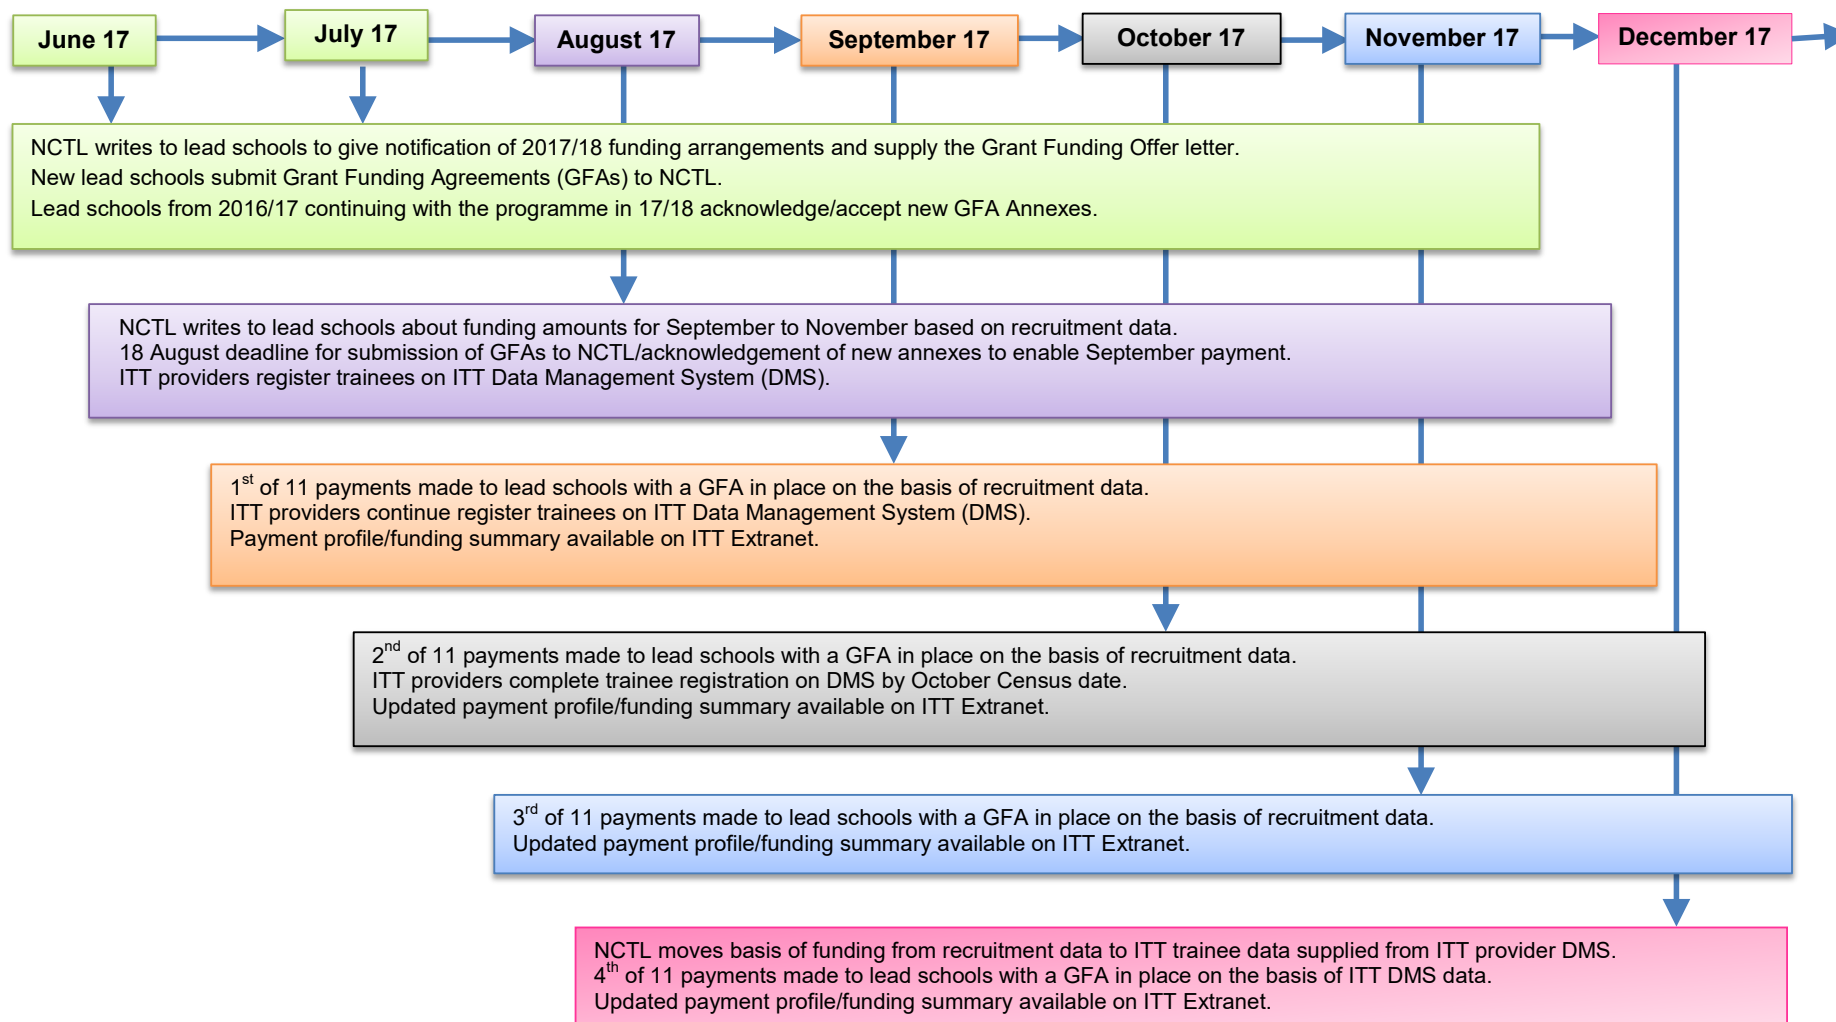 June 17
July 17
August 17
September 17
October 17
November 17
December 17
NCTL writes to lead schools to give notification of 2017/18 funding arrangements and supply the Grant Funding Offer letter.
New lead schools submit Grant Funding Agreements (GFAs) to NCTL.
Lead schools from 2016/17 continuing with the programme in 17/18 acknowledge/accept new GFA Annexes.
NCTL writes to lead schools about funding amounts for September to November based on recruitment data.
18 August deadline for submission of GFAs to NCTL/acknowledgement of new annexes to enable September payment.
ITT providers register trainees on ITT Data Management System (DMS).
1st of 11 payments made to lead schools with a GFA in place on the basis of recruitment data.
ITT providers continue register trainees on ITT Data Management System (DMS).
Payment profile/funding summary available on ITT Extranet.
2nd of 11 payments made to lead schools with a GFA in place on the basis of recruitment data.
ITT providers complete trainee registration on DMS by October Census date.
Updated payment profile/funding summary available on ITT Extranet.
3rd of 11 payments made to lead schools with a GFA in place on the basis of recruitment data.
Updated payment profile/funding summary available on ITT Extranet.
NCTL moves basis of funding from recruitment data to ITT trainee data supplied from ITT provider DMS.
4th of 11 payments made to lead schools with a GFA in place on the basis of ITT DMS data.
Updated payment profile/funding summary available on ITT Extranet.